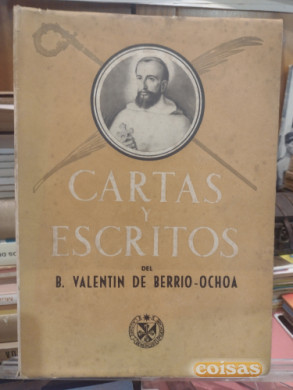 CARTAS
Y
ESCRITOS
DEL
B. VALENTIN DE BERRIO-OCHOA
coisas